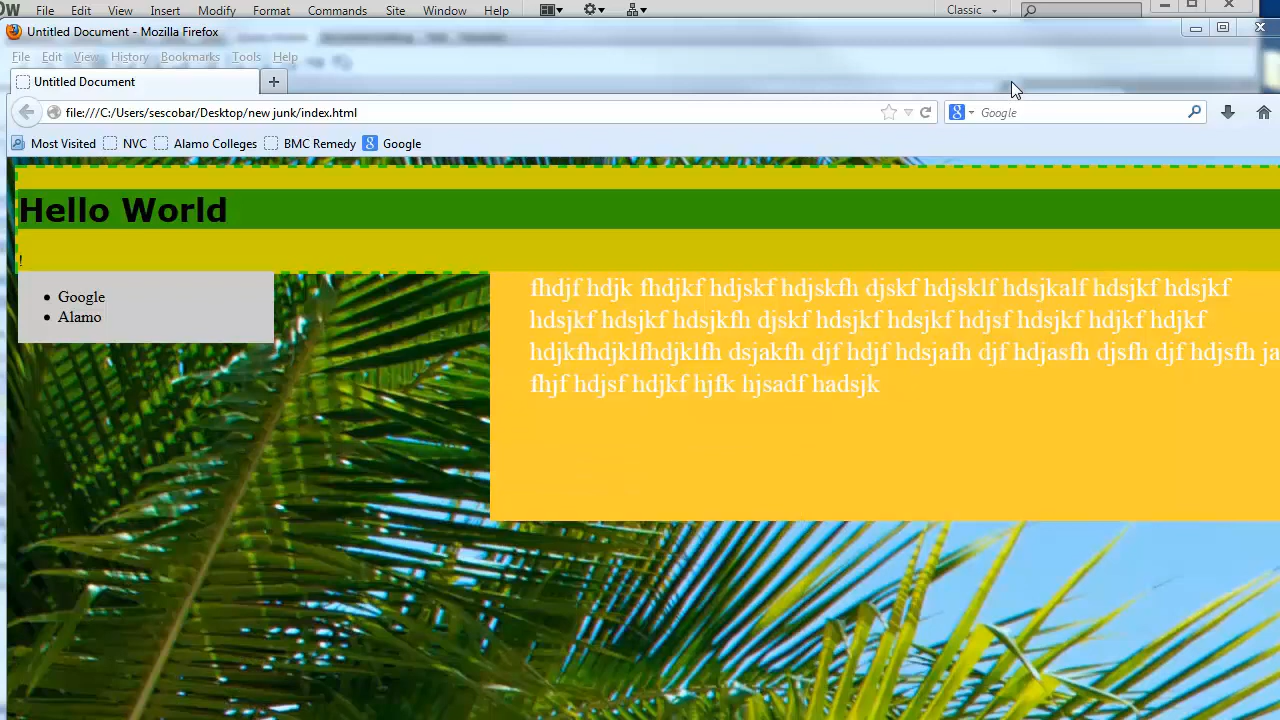 File Edit View Insert Modify Format Commands Site Window Help Classic
Untitled Document - Mozilla Firefox
File Edit View History Bookmarks Tools Help
Untitled Document
file:///C:/Users/sescobar/Desktop/new junk/index.html Google
Most Visited NVC Alamo Colleges BMC Remedy Google
Hello World
!
Google
Alamo
fhdjf hdjk fhdjkf hdjskf hdjskfh djskf hdjsklf hdsjkalf hdsjkf hdsjkf
hdsjkf hdsjkf hdsjkfh djskf hdsjkf hdsjkf hdjsf hdsjkf hdjkf hdjkf
hdjkfhdjklfhdjklfh dsjakfh djf hdjf hdsjafh djf hdjasfh djsfh djf hdjsfh ja
fhjf hdjsf hdjkf hjfk hjsadf hadsjk